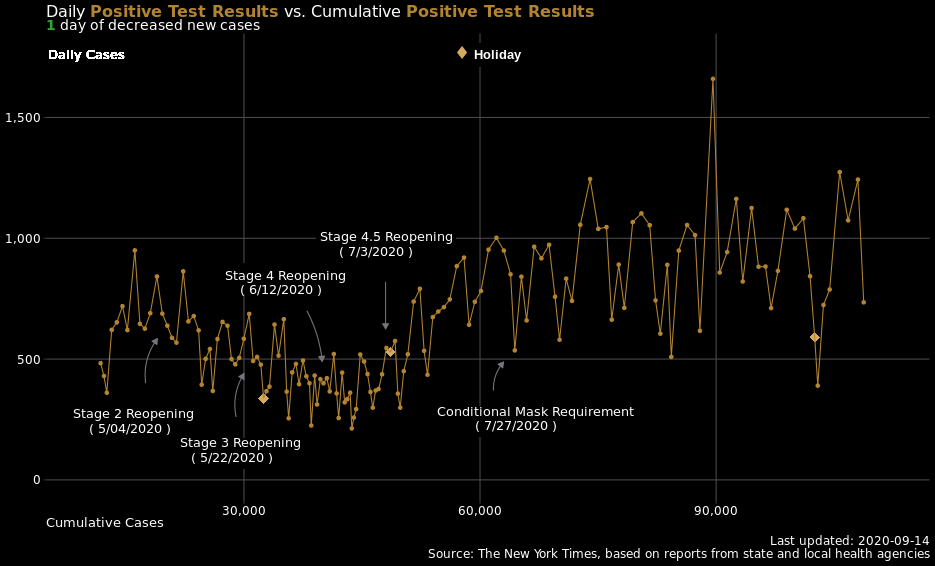 Daily Positive Test Results vs. Cumulative Positive Test Results
1 day of decreased new cases
Daily Cases
Holiday
1,500
1,000
Stage 4.5 Reopening
( 7/3/2020 )
Stage 4 Reopening
( 6/12/2020 )
500
Stage 2 Reopening
( 5/04/2020 )
Conditional Mask Requirement
( 7/27/2020 )
Stage 3 Reopening
( 5/22/2020 )
0
30,000
60,000
90,000
Cumulative Cases
Last updated: 2020-09-14
Source: The New York Times, based on reports from state and local health agencies